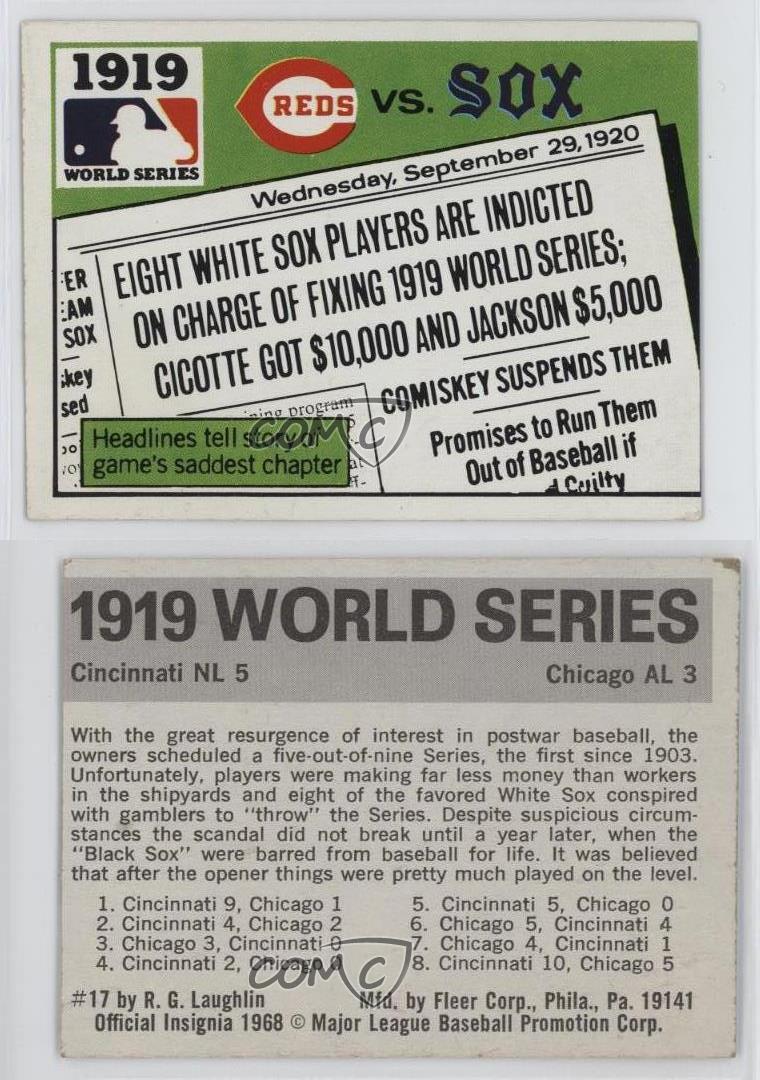 1919
WORLD SERIES
REDS VS. SOX
Wednesday, September 29, 1920
EIGHT WHITE SOX PLAYERS ARE INDICTED
ON CHARGE OF FIXING 1919 WORLD SERIES;
CICOTTE GOT $10,000 AND JACKSON $5,000
ER
AM
SOX
key
sed
COMISKEY SUSPENDS THEM
Promises to Run Them
Out of Baseball if
Guilty
ning program
Headlines tell story of
game's saddest chapter
COMC
1919 WORLD SERIES
Cincinnati NL 5 Chicago AL 3
With the great resurgence of interest in postwar baseball, the
owners scheduled a five-out-of-nine Series, the first since 1903.
Unfortunately, players were making far less money than workers
in the shipyards and eight of the favored White Sox conspired
with gamblers to "throw" the Series. Despite suspicious circum-
stances the scandal did not break until a year later, when the
"Black Sox" were barred from baseball for life. It was believed
that after the opener things were pretty much played on the level.
1. Cincinnati 9, Chicago 1
2. Cincinnati 4, Chicago 2
3. Chicago 3, Cincinnati 0
4. Cincinnati 2, Chicago 0
5. Cincinnati 5, Chicago 0
6. Chicago 5, Cincinnati 4
7. Chicago 4, Cincinnati 1
8. Cincinnati 10, Chicago 5
COMC
#17 by R. G. Laughlin Mfd. by Fleer Corp., Phila., Pa. 19141
Official Insignia 1968 © Major League Baseball Promotion Corp.